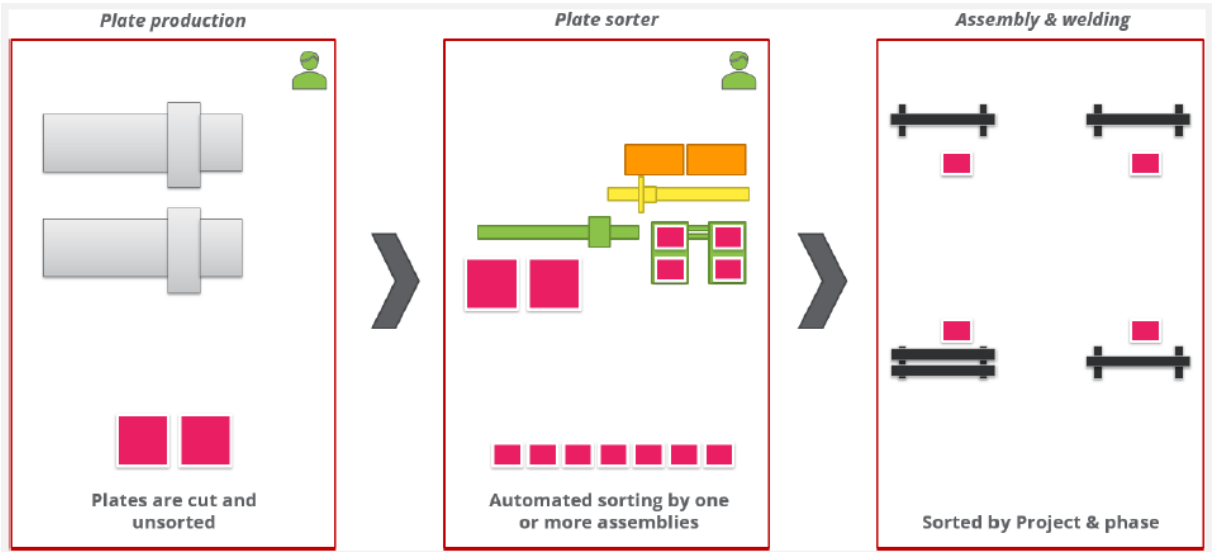 Plate production
Plate sorter
Assembly & welding
Plates are cut and
unsorted
Automated sorting by one
or more assemblies
Sorted by Project & phase